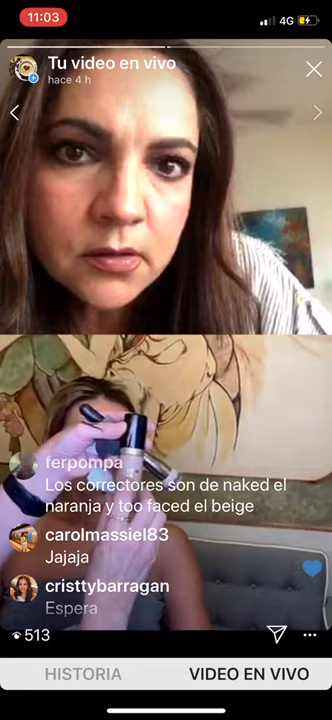 11:03
4G
Tu video en vivo
hace 4 h
ferpompa
Los correctores son de naked el
naranja y too faced el beige
carolmassiel83
Jajaja
cristtybarragan
Espera
513
HISTORIA
VIDEO EN VIVO